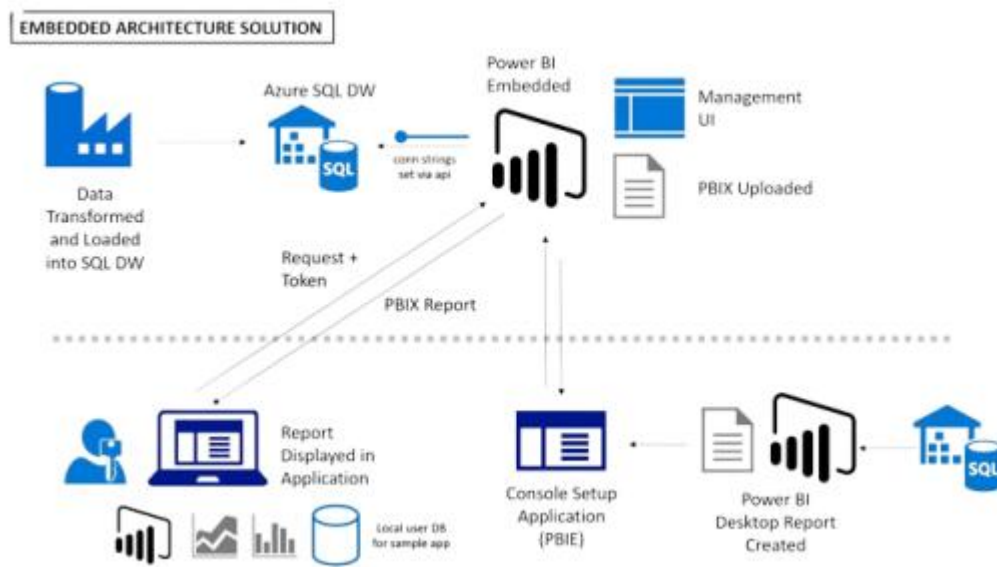 EMBEDDED ARCHITECTURE SOLUTION
Power BI
Embedded
Azure SQL DW
Management
UI
SQL
conn strings
set via api
PBIX Uploaded
Data
Transformed
and Loaded
into SQL DW
Request +
Token
PBIX Report
Report
Displayed in
Application
Local user DB
for sample app
Console Setup
Application
(PBIE)
Power BI
Desktop Report
Created
SQL